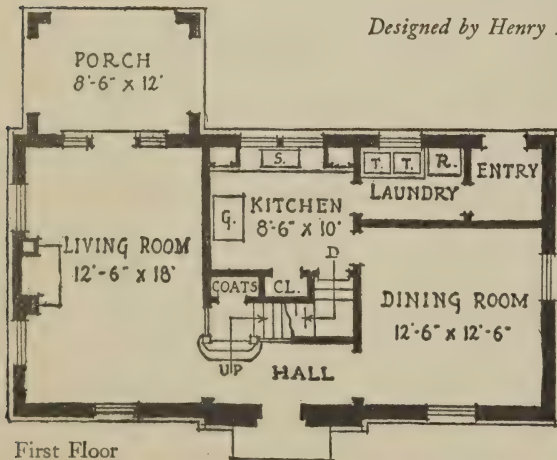 Designed by Henry
PORCH
8'-6" x 12'
S.
T. T. R.
ENTRY
LAUNDRY
G.
KITCHEN
8'-6" x 10'
LIVING ROOM
12'-6" x 18'
D
COATS
CL.
DINING ROOM
12'-6" x 12'-6"
UP
HALL
First Floor